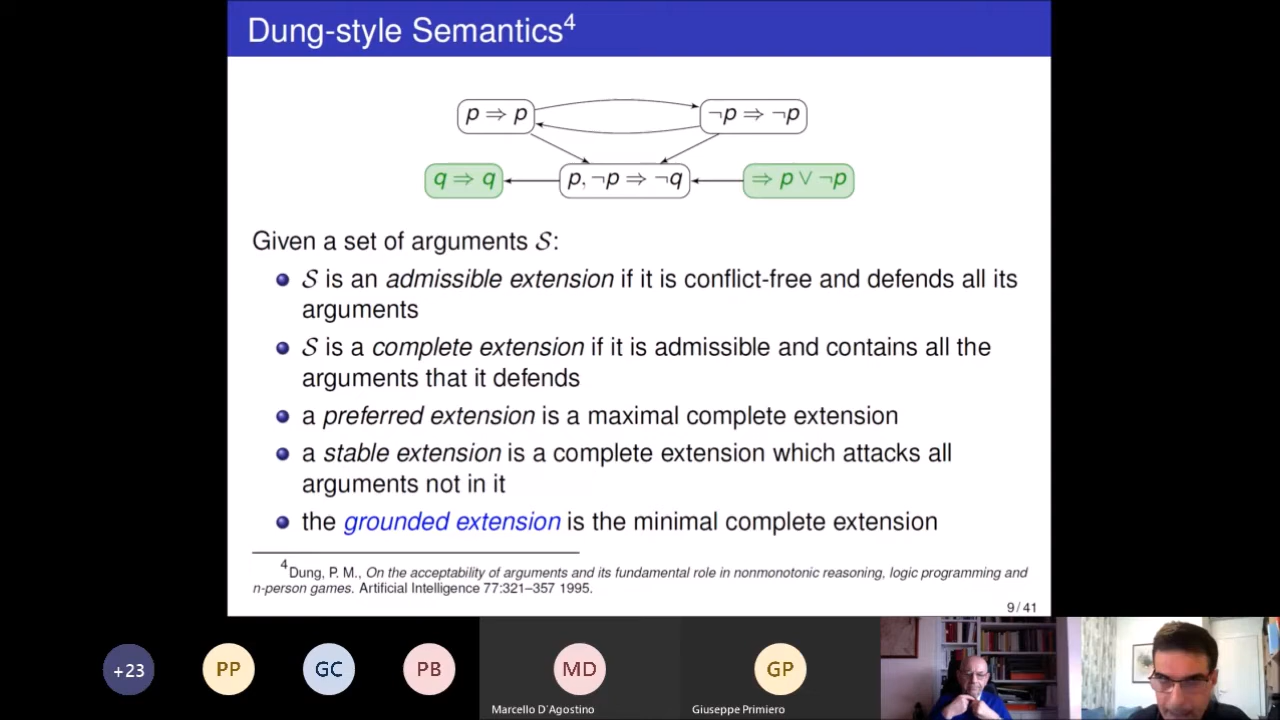 Dung-style Semantics⁴
p ⇒ p
¬p ⇒ ¬p
q ⇒ q
p, ¬p ⇒ ¬q
⇒ p ∨ ¬p
Given a set of arguments 𝒮:
𝒮 is an admissible extension if it is conflict-free and defends all its
arguments
𝒮 is a complete extension if it is admissible and contains all the
arguments that it defends
a preferred extension is a maximal complete extension
a stable extension is a complete extension which attacks all
arguments not in it
the grounded extension is the minimal complete extension
⁴Dung, P. M., On the acceptability of arguments and its fundamental role in nonmonotonic reasoning, logic programming and
n-person games. Artificial Intelligence 77:321–357 1995.
9 / 41
+23
PP
GC
PB
MD
GP
Marcello D´Agostino
Giuseppe Primiero